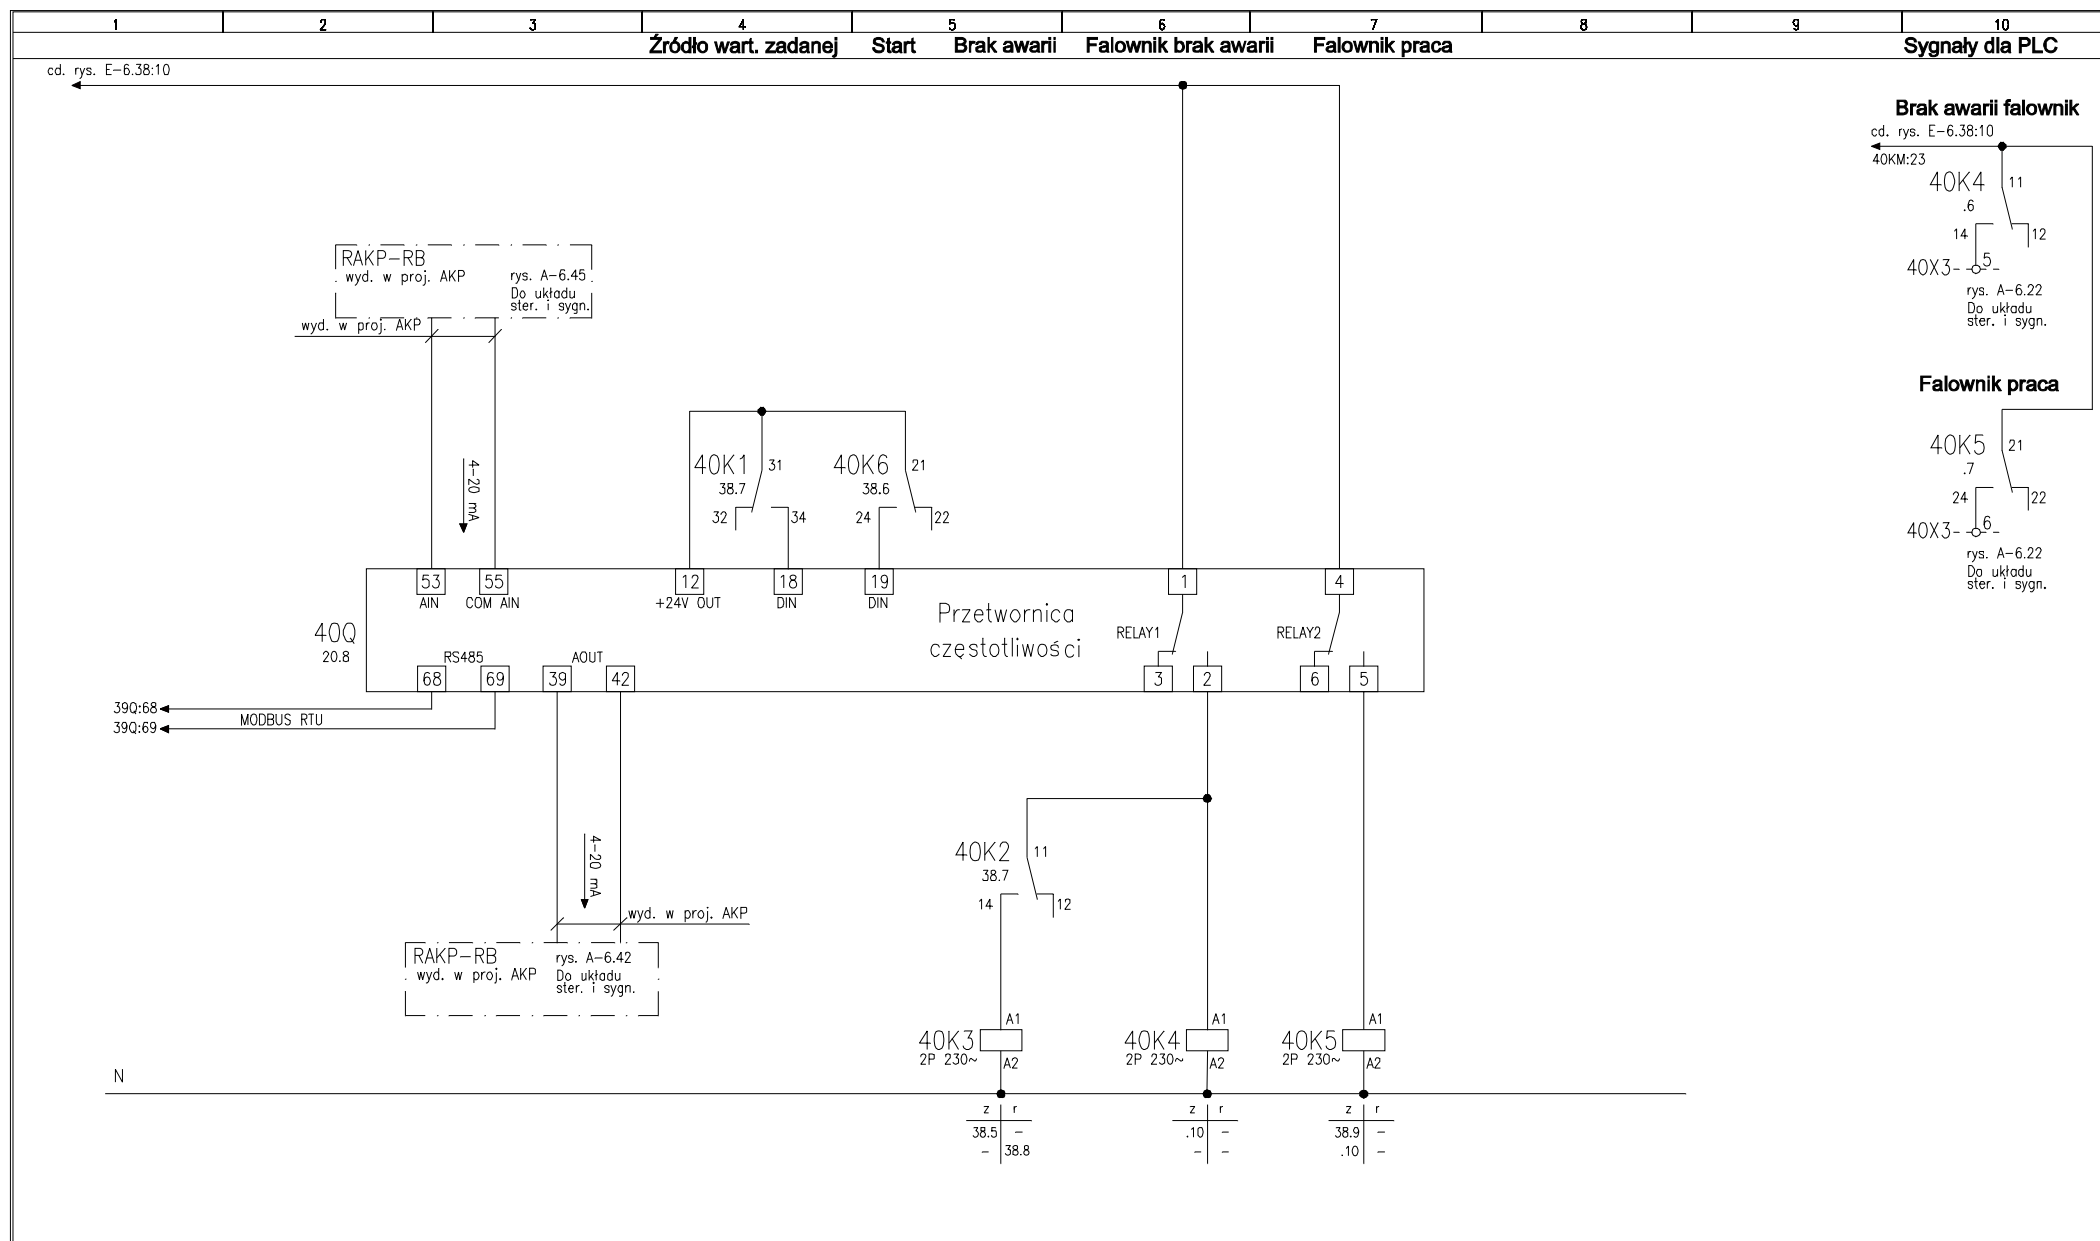 1 2 3 4 5 6 7 8 9 10
Źródło wart. zadanej Start Brak awarii Falownik brak awarii Falownik praca Sygnały dla PLC
cd. rys. E-6.38:10
Brak awarii falownik
cd. rys. E-6.38:10
40KM:23
40K4 11
.6
14 12
40X3- 5
rys. A-6.22
Do układu
ster. i sygn.
Falownik praca
40K5 21
.7
24 22
40X3- 6
rys. A-6.22
Do układu
ster. i sygn.
RAKP-RB
wyd. w proj. AKP rys. A-6.45
Do układu
ster. i sygn.
wyd. w proj. AKP
4-20 mA
40K1 31
38.7
32 34
40K6 21
38.6
24 22
53 55 12 18 19 1 4
AIN COM AIN +24V OUT DIN DIN
Przetwornica
częstotliwości
40Q
20.8
RELAY1 RELAY2
RS485 AOUT
68 69 39 42 3 2 6 5
39Q:68
MODBUS RTU
39Q:69
4-20 mA
wyd. w proj. AKP
RAKP-RB
wyd. w proj. AKP rys. A-6.42
Do układu
ster. i sygn.
40K2 11
38.7
14 12
A1 A1 A1
40K3 40K4 40K5
2P 230~ A2 2P 230~ A2 2P 230~ A2
N
z r z r z r
38.5 - .10 - 38.9 -
- 38.8 - - .10 -